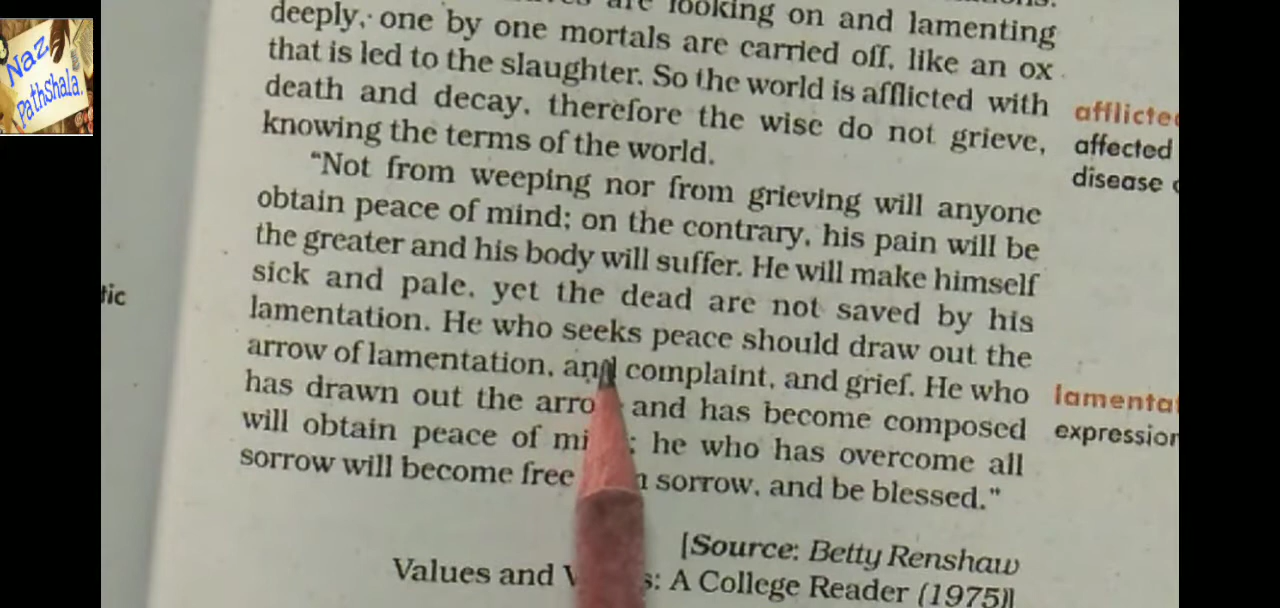 Naz
PathShala.
are looking on and lamenting
deeply, one by one mortals are carried off, like an ox
that is led to the slaughter. So the world is afflicted with
death and decay, therefore the wise do not grieve,
knowing the terms of the world.
"Not from weeping nor from grieving will anyone
obtain peace of mind; on the contrary, his pain will be
the greater and his body will suffer. He will make himself
sick and pale, yet the dead are not saved by his
lamentation. He who seeks peace should draw out the
arrow of lamentation, and complaint, and grief. He who
has drawn out the arro and has become composed
will obtain peace of mi ; he who has overcome all
sorrow will become free sorrow, and be blessed."
[Source: Betty Renshaw
Values and V s: A College Reader (1975)]
tic
afflicte
affected
disease
lamenta
expression